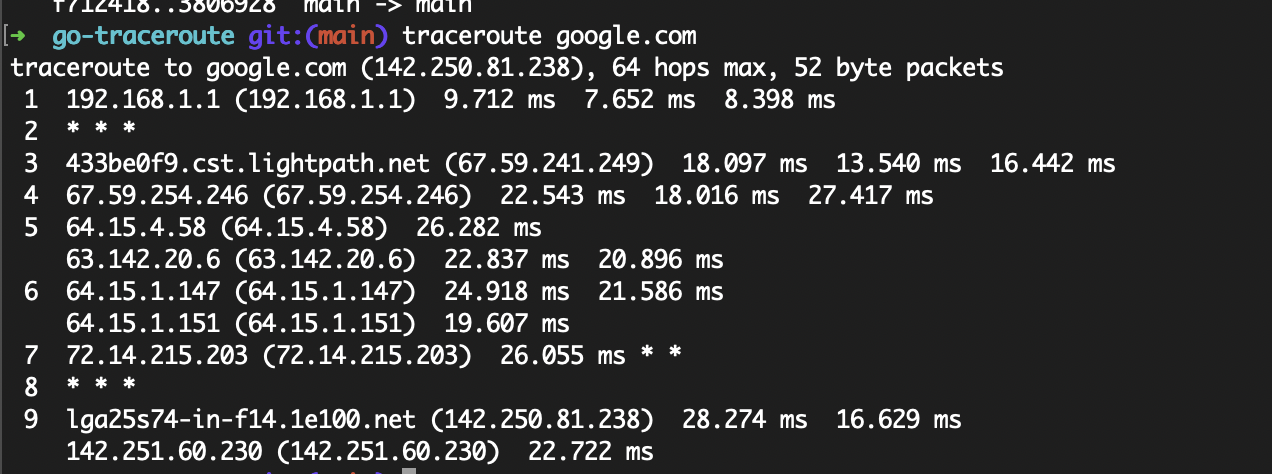 f712418..3806928  main -> main
➜  go-traceroute git:(main) traceroute google.com
traceroute to google.com (142.250.81.238), 64 hops max, 52 byte packets
 1  192.168.1.1 (192.168.1.1)  9.712 ms  7.652 ms  8.398 ms
 2  * * *
 3  433be0f9.cst.lightpath.net (67.59.241.249)  18.097 ms  13.540 ms  16.442 ms
 4  67.59.254.246 (67.59.254.246)  22.543 ms  18.016 ms  27.417 ms
 5  64.15.4.58 (64.15.4.58)  26.282 ms
    63.142.20.6 (63.142.20.6)  22.837 ms  20.896 ms
 6  64.15.1.147 (64.15.1.147)  24.918 ms  21.586 ms
    64.15.1.151 (64.15.1.151)  19.607 ms
 7  72.14.215.203 (72.14.215.203)  26.055 ms * *
 8  * * *
 9  lga25s74-in-f14.1e100.net (142.250.81.238)  28.274 ms  16.629 ms
    142.251.60.230 (142.251.60.230)  22.722 ms